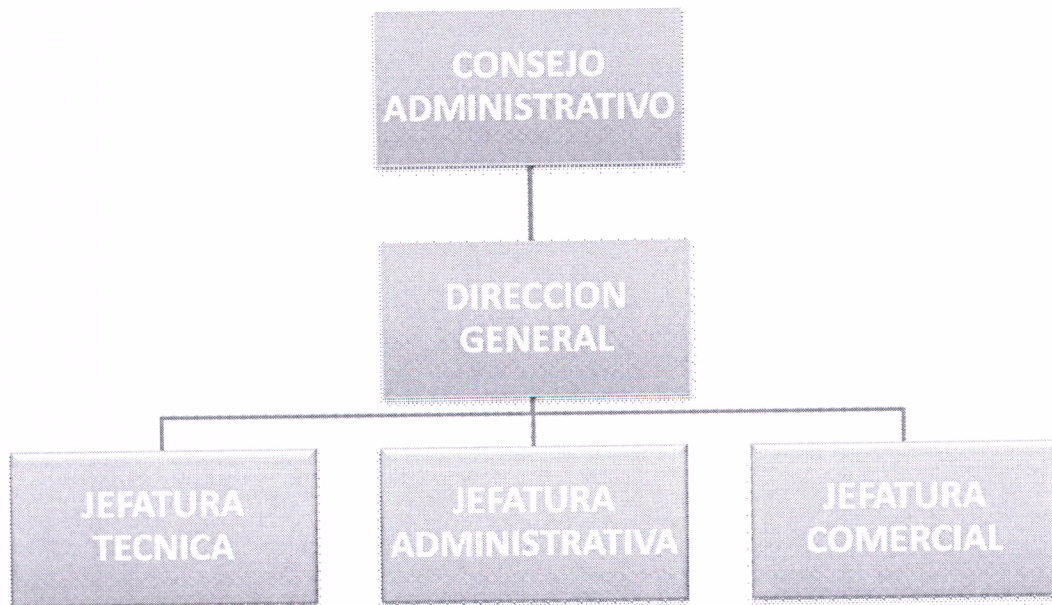 CONSEJO
ADMINISTRATIVO
DIRECCION
GENERAL
JEFATURA
TECNICA
JEFATURA
ADMINISTRATIVA
JEFATURA
COMERCIAL